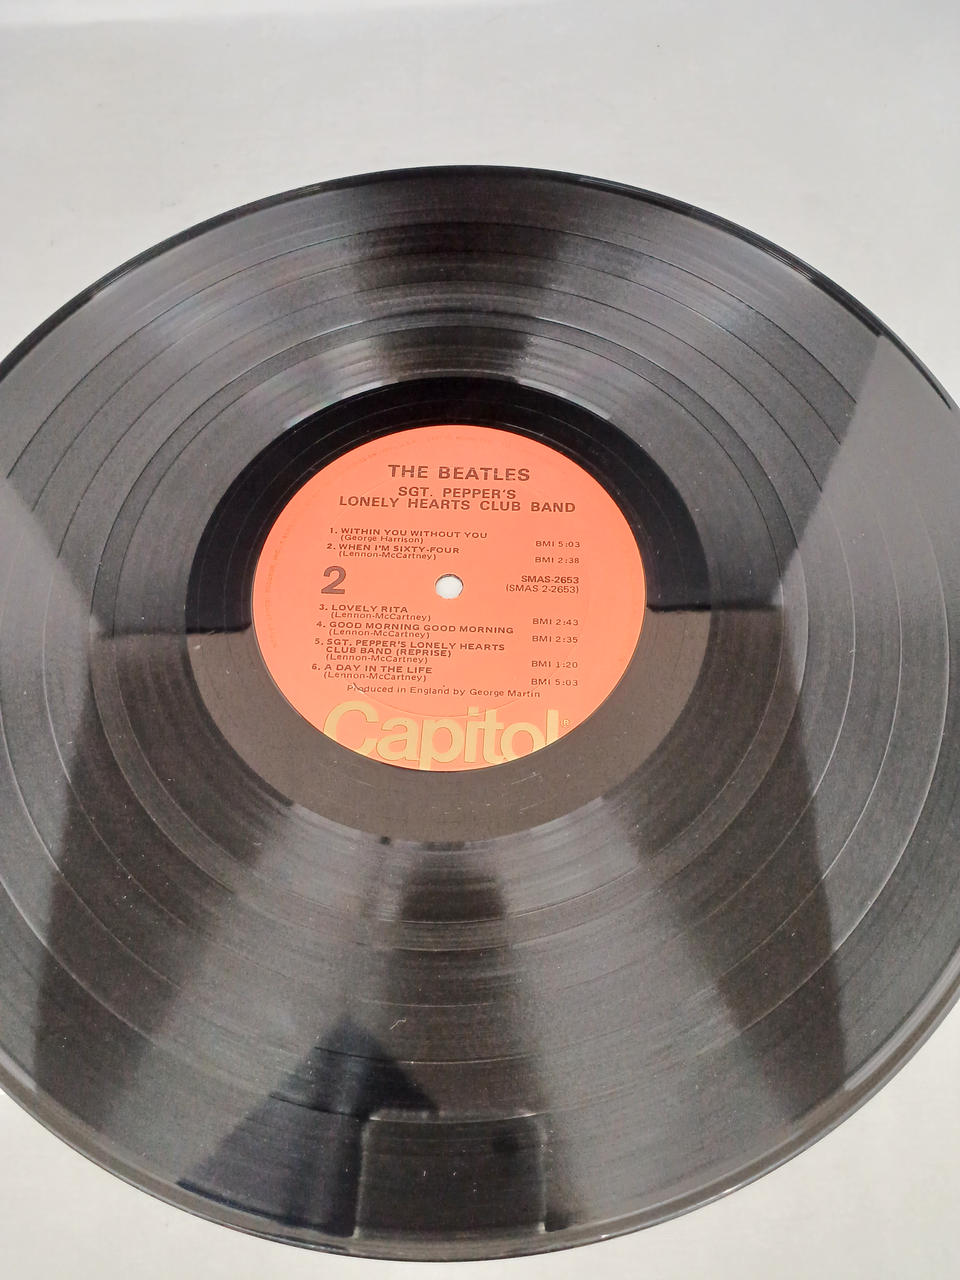 THE BEATLES
SGT. PEPPER'S
LONELY HEARTS CLUB BAND
1. WITHIN YOU WITHOUT YOU
(George Harrison) BMI 5:03
2. WHEN I'M SIXTY-FOUR
(Lennon-McCartney) BMI 2:38
2
SMAS-2653
(SMAS 2-2653)
3. LOVELY RITA
(Lennon-McCartney) BMI 2:43
4. GOOD MORNING GOOD MORNING
(Lennon-McCartney) BMI 2:35
5. SGT. PEPPER'S LONELY HEARTS
CLUB BAND (REPRISE)
(Lennon-McCartney) BMI 1:20
6. A DAY IN THE LIFE
(Lennon-McCartney) BMI 5:03
Produced in England by George Martin
Capitol®